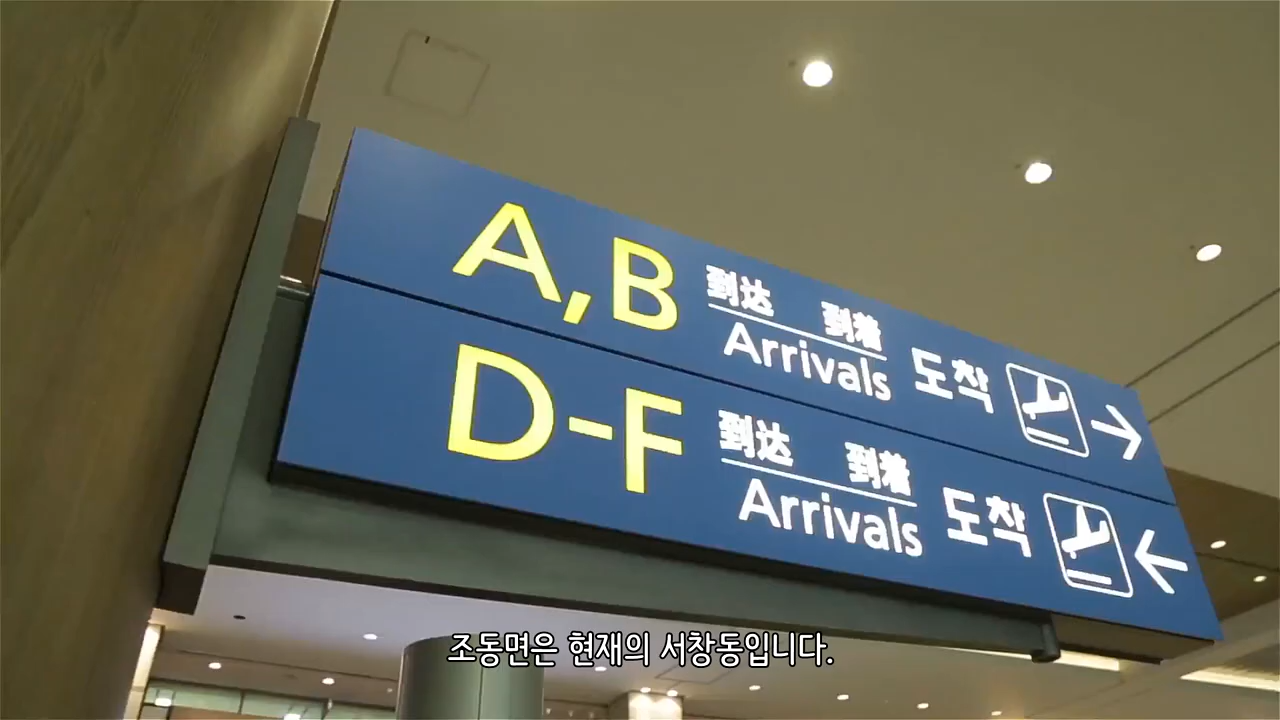 A, B 到达 到着 Arrivals 도착 →
D-F 到达 到着 Arrivals 도착 ←
조동면은 현재의 서창동입니다.